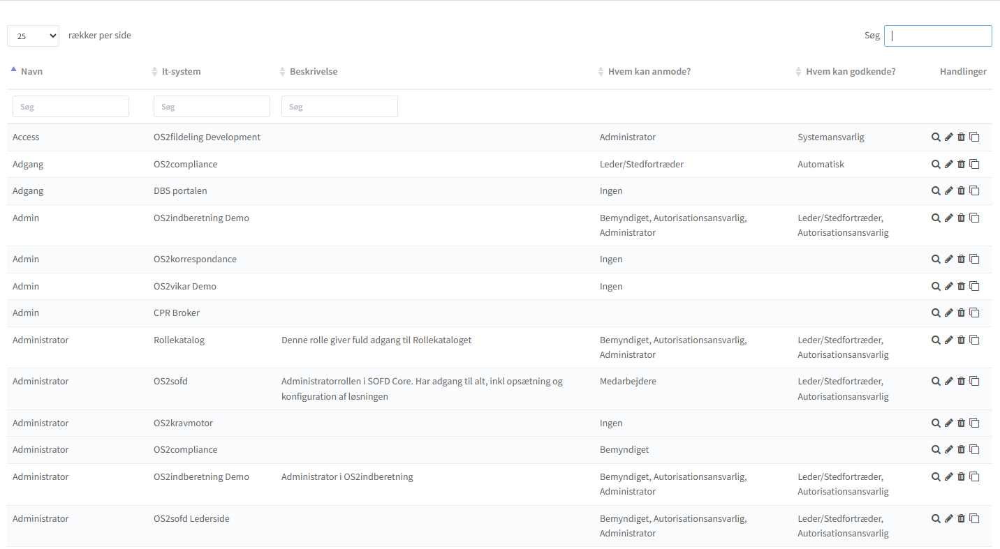 25 rækker per side Søg
Navn It-system Beskrivelse Hvem kan anmode? Hvem kan godkende? Handlinger
Søg Søg Søg
Access OS2fildeling Development Administrator Systemansvarlig
Adgang OS2compliance Leder/Stedfortræder Automatisk
Adgang DBS portalen Ingen
Admin OS2indberetning Demo Bemyndiget, Autorisationsansvarlig, Leder/Stedfortræder,
Administrator Autorisationsansvarlig
Admin OS2korrespondance Ingen
Admin OS2vikar Demo Ingen
Admin CPR Broker
Administrator Rollekatalog Denne rolle giver fuld adgang til Rollekataloget Bemyndiget, Autorisationsansvarlig, Leder/Stedfortræder,
Administrator Autorisationsansvarlig
Administrator OS2sofd Administratorrollen i SOFD Core. Har adgang til alt, inkl opsætning og Medarbejdere Leder/Stedfortræder,
konfiguration af løsningen Autorisationsansvarlig
Administrator OS2kravmotor Ingen
Administrator OS2compliance Bemyndiget
Administrator OS2indberetning Demo Administrator i OS2indberetning Bemyndiget, Autorisationsansvarlig, Leder/Stedfortræder,
Administrator Autorisationsansvarlig
Administrator OS2sofd Lederside Bemyndiget, Autorisationsansvarlig, Leder/Stedfortræder,
Administrator Autorisationsansvarlig